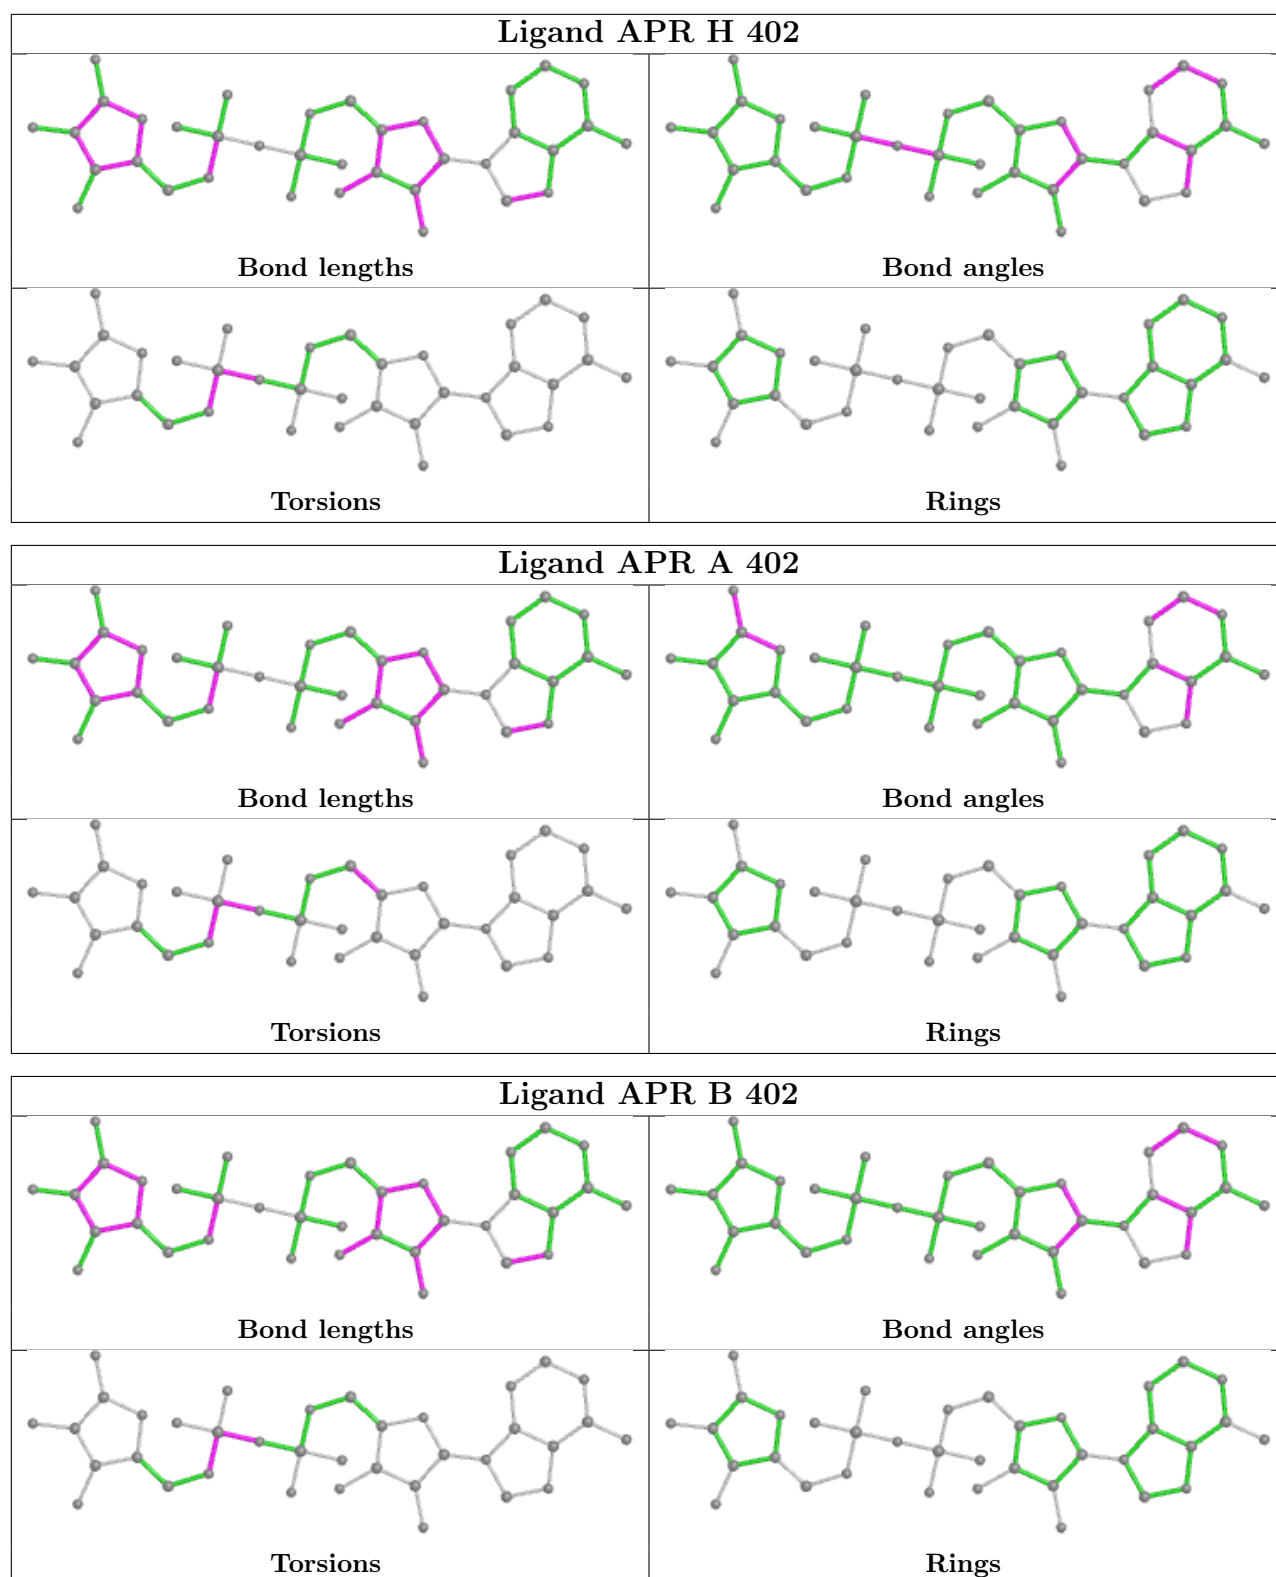 Ligand APR H 402
Bond lengths
Bond angles
Torsions
Rings
Ligand APR A 402
Bond lengths
Bond angles
Torsions
Rings
Ligand APR B 402
Bond lengths
Bond angles
Torsions
Rings